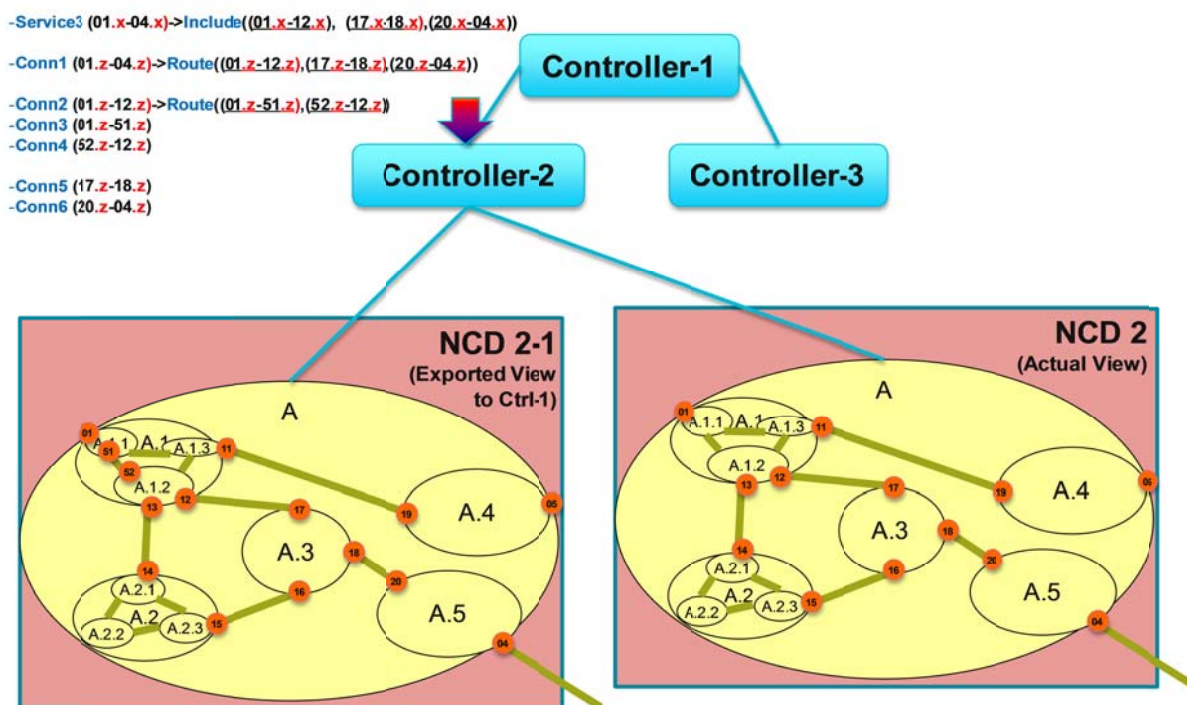 -Service3 (01.x-04.x)->Include((01.x-12.x), (17.x-18.x),(20.x-04.x))
-Conn1 (01.z-04.z)->Route((01.z-12.z),(17.z-18.z),(20.z-04.z))
-Conn2 (01.z-12.z)->Route((01.z-51.z),(52.z-12.z))
-Conn3 (01.z-51.z)
-Conn4 (52.z-12.z)
-Conn5 (17.z-18.z)
-Conn6 (20.z-04.z)
Controller-1
Controller-2
Controller-3
NCD 2-1
(Exported View
to Ctrl-1)
A
01
A.1.1
A.1
A.1.3
11
51
52
A.1.2
13
12
17
19
A.4
05
A.3
18
20
14
16
A.2.1
A.2
A.2.2
A.2.3
15
A.5
04
NCD 2
(Actual View)
A
01
A.1.1
A.1
A.1.3
11
A.1.2
13
12
17
19
A.4
A.3
18
20
14
16
A.2.1
A.2
A.2.2
A.2.3
15
A.5
04